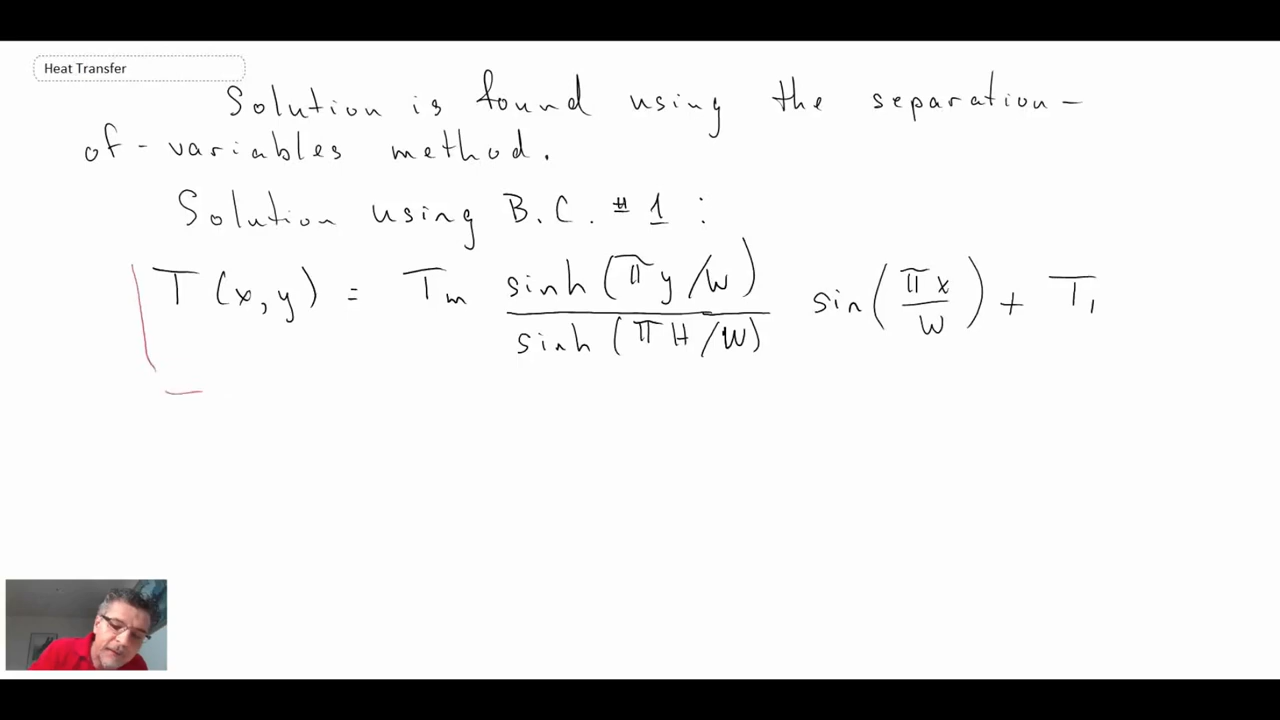 Heat Transfer
Solution is found using the separation-
of-variables method.
Solution using B.C. #1:
T(x,y) = Tm sinh(πy/W) / sinh(πH/W) sin(πx/W) + T1